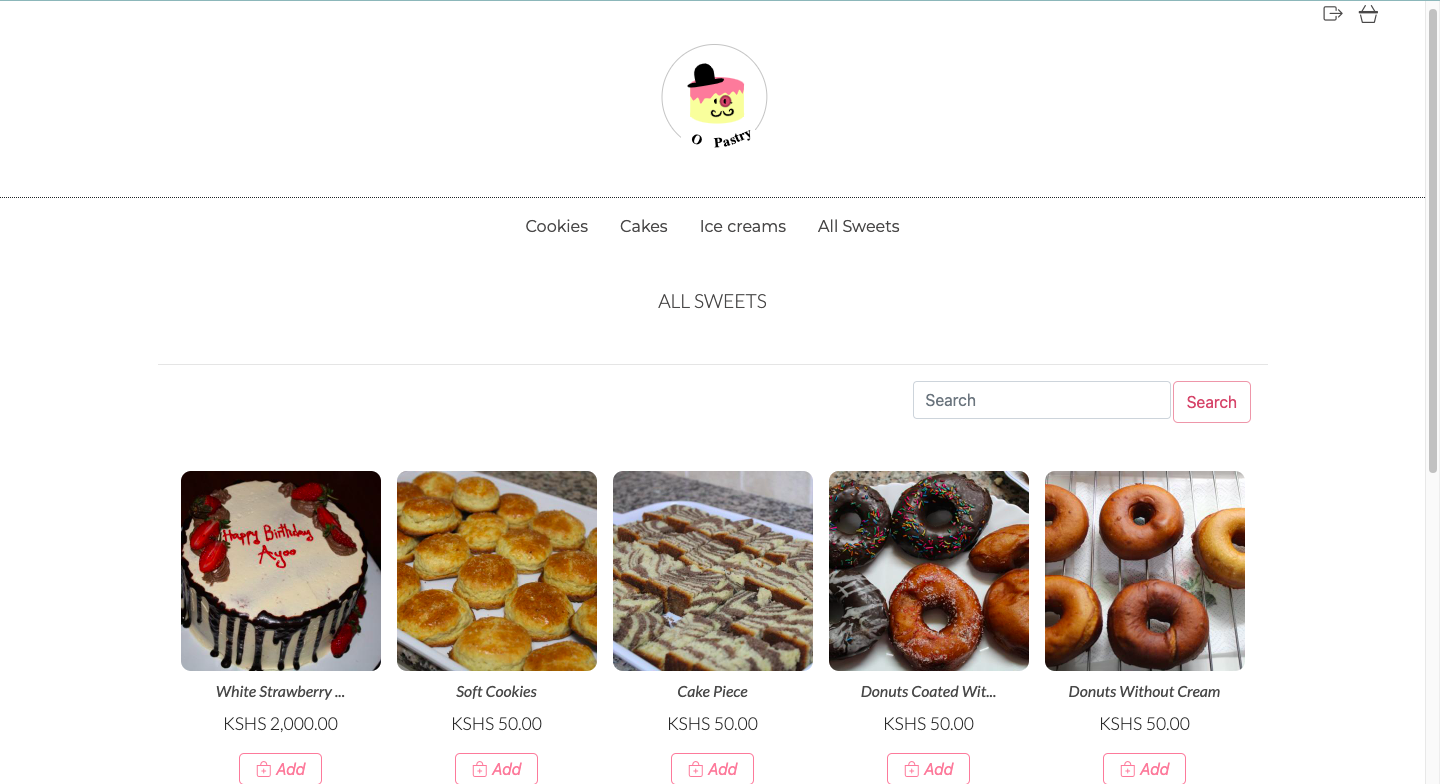 O Pastry
Cookies Cakes Ice creams All Sweets
ALL SWEETS
Search Search
Happy Birthday
Ayoo
White Strawberry ... Soft Cookies Cake Piece Donuts Coated Wit... Donuts Without Cream
KSHS 2,000.00 KSHS 50.00 KSHS 50.00 KSHS 50.00 KSHS 50.00
Add Add Add Add Add